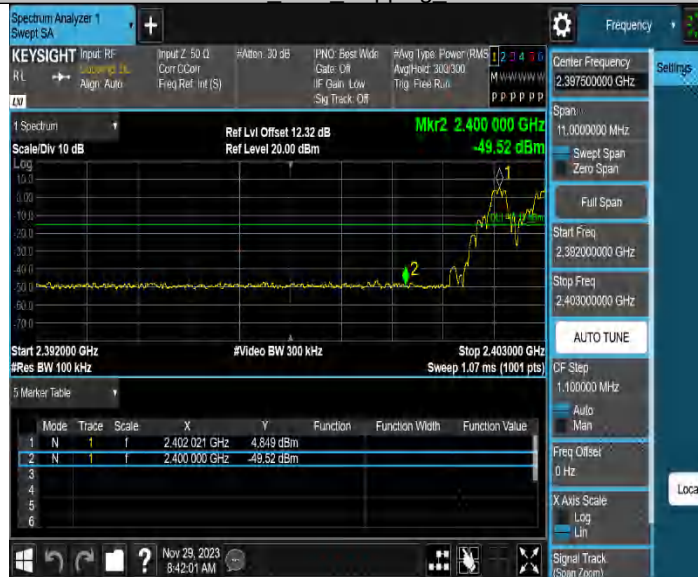 Spectrum Analyzer 1
Swept SA
Frequency
KEYSIGHT
Input: RF
R L
Align: Auto
LXI
Input Z: 50 Ω
Corr CCorr
Freq Ref: Int (S)
#Atten: 30 dB
PNO: Best Wide
Gate: Off
IF Gain: Low
Sig Track: Off
#Avg Type: Power (RMS
Avg|Hold: 300/300
Trig: Free Run
1 2 3 4 5 6
M W W W W W
P P P P P P
1 Spectrum
Scale/Div 10 dB
Log
Ref Lvl Offset 12.32 dB
Ref Level 20.00 dBm
Mkr2 2.400 000 GHz
-49.52 dBm
10.0
0.00
-10.0
-20.0
-30.0
-40.0
-50.0
-60.0
-70.0
1
2
Start 2.392000 GHz
#Res BW 100 kHz
#Video BW 300 kHz
Stop 2.403000 GHz
Sweep 1.07 ms (1001 pts)
5 Marker Table
Mode Trace Scale X Y Function Function Width Function Value
1 N 1 f 2.402 021 GHz 4.849 dBm
2 N 1 f 2.400 000 GHz -49.52 dBm
3
4
5
6
Nov 29, 2023
8:42:01 AM
Center Frequency
2.397500000 GHz
Settings
Span
11.0000000 MHz
Swept Span
Zero Span
Full Span
Start Freq
2.392000000 GHz
Stop Freq
2.403000000 GHz
AUTO TUNE
CF Step
1.100000 MHz
Auto
Man
Freq Offset
0 Hz
X Axis Scale
Log
Lin
Loca
Signal Track
(Span Zoom)